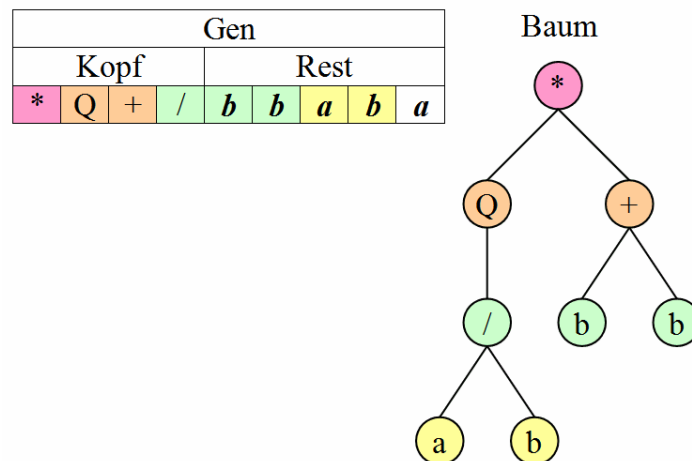 Gen
Kopf Rest
* Q + / b b a b a
Baum
*
Q +
/ b b
a b